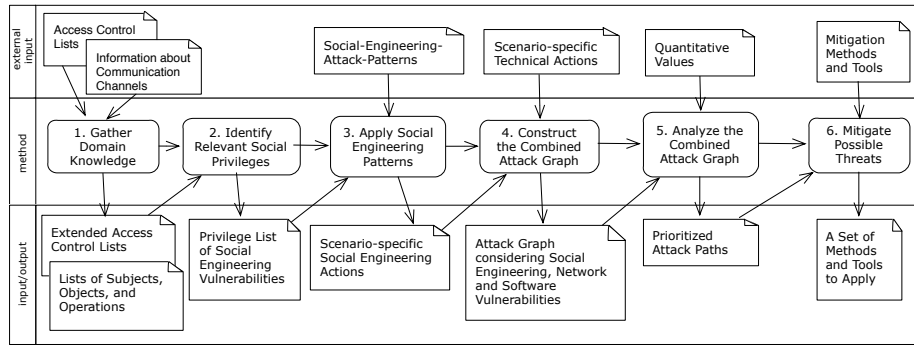 external
input
Access Control
Lists
Information about
Communication
Channels
Social-Engineering-
Attack-Patterns
Scenario-specific
Technical Actions
Quantitative
Values
Mitigation
Methods
and Tools
method
1. Gather
Domain
Knowledge
2. Identify
Relevant Social
Privileges
3. Apply Social
Engineering
Patterns
4. Construct
the Combined
Attack Graph
5. Analyze the
Combined
Attack Graph
6. Mitigate
Possible
Threats
input/output
Extended Access
Control Lists
Lists of Subjects,
Objects, and
Operations
Privilege List
of Social
Engineering
Vulnerabilities
Scenario-specific
Social Engineering
Actions
Attack Graph
considering Social
Engineering, Network
and Software
Vulnerabilities
Prioritized
Attack Paths
A Set of
Methods
and Tools
to Apply